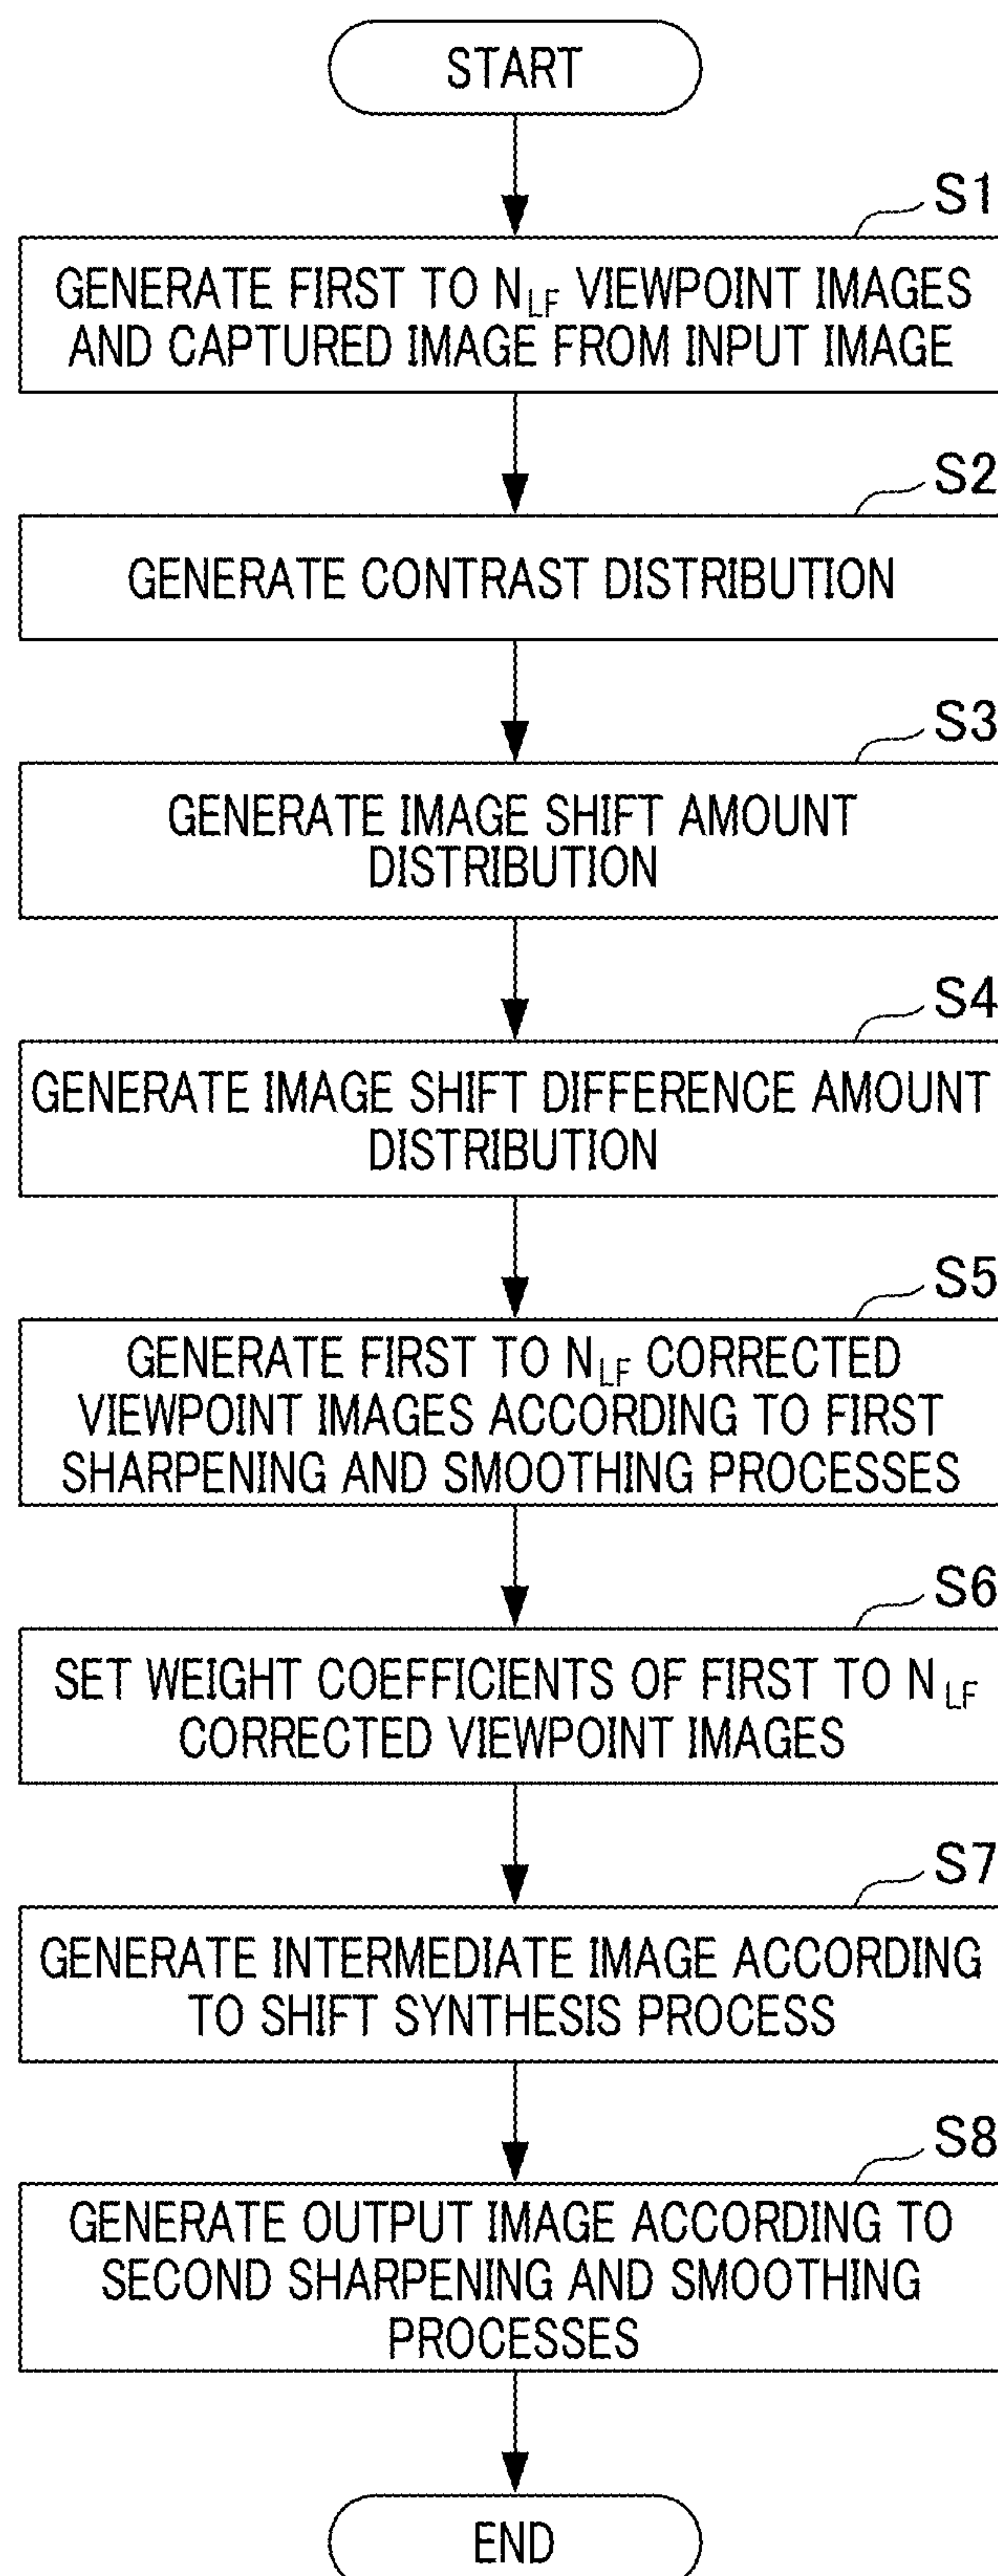 START
S1
GENERATE FIRST TO NLF VIEWPOINT IMAGES
AND CAPTURED IMAGE FROM INPUT IMAGE
S2
GENERATE CONTRAST DISTRIBUTION
S3
GENERATE IMAGE SHIFT AMOUNT
DISTRIBUTION
S4
GENERATE IMAGE SHIFT DIFFERENCE AMOUNT
DISTRIBUTION
S5
GENERATE FIRST TO NLF CORRECTED
VIEWPOINT IMAGES ACCORDING TO FIRST
SHARPENING AND SMOOTHING PROCESSES
S6
SET WEIGHT COEFFICIENTS OF FIRST TO NLF
CORRECTED VIEWPOINT IMAGES
S7
GENERATE INTERMEDIATE IMAGE ACCORDING
TO SHIFT SYNTHESIS PROCESS
S8
GENERATE OUTPUT IMAGE ACCORDING TO
SECOND SHARPENING AND SMOOTHING
PROCESSES
END